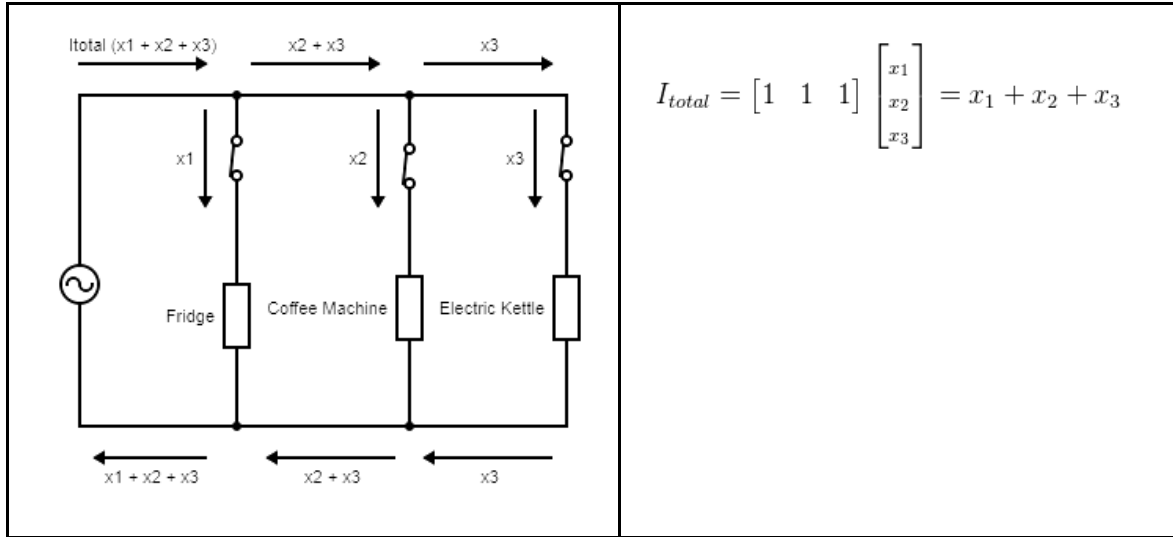 Itotal (x1 + x2 + x3)
x2 + x3
x3
x1
x2
x3
Fridge
Coffee Machine
Electric Kettle
x1 + x2 + x3
x2 + x3
x3
I_total = [1 1 1] [x1 x2 x3] = x₁ + x₂ + x₃